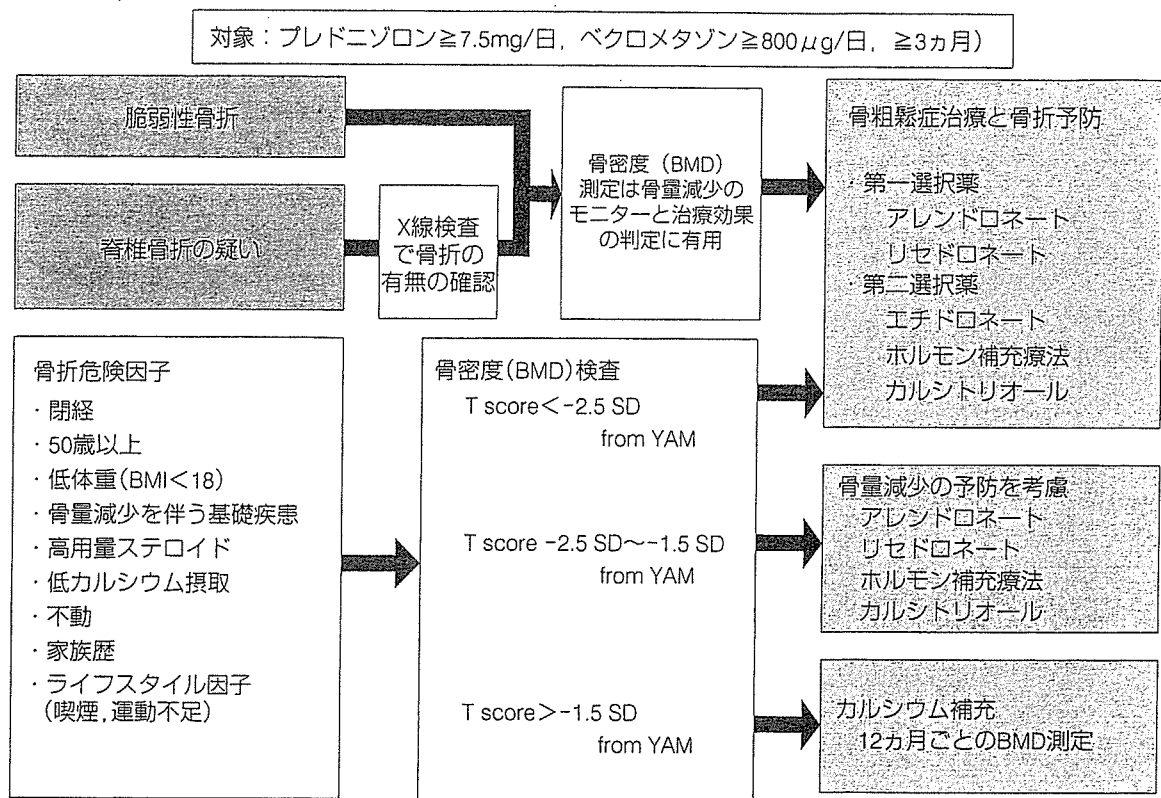 対象：プレドニゾロン≧7.5mg/日，ベクロメタゾン≧800μg/日，≧3ヵ月）
脆弱性骨折
脊椎骨折の疑い
X線検査
で骨折の
有無の確認
骨密度（BMD）
測定は骨量減少の
モニターと治療効果
の判定に有用
骨粗鬆症治療と骨折予防
・第一選択薬
アレンドロネート
リセドロネート
・第二選択薬
エチドロネート
ホルモン補充療法
カルシトリオール
骨折危険因子
・閉経
・50歳以上
・低体重(BMI<18)
・骨量減少を伴う基礎疾患
・高用量ステロイド
・低カルシウム摂取
・不動
・家族歴
・ライフスタイル因子
(喫煙,運動不足)
骨密度(BMD)検査
T score<-2.5 SD
from YAM
T score -2.5 SD～-1.5 SD
from YAM
T score>-1.5 SD
from YAM
骨量減少の予防を考慮
アレンドロネート
リセドロネート
ホルモン補充療法
カルシトリオール
カルシウム補充
12ヵ月ごとのBMD測定